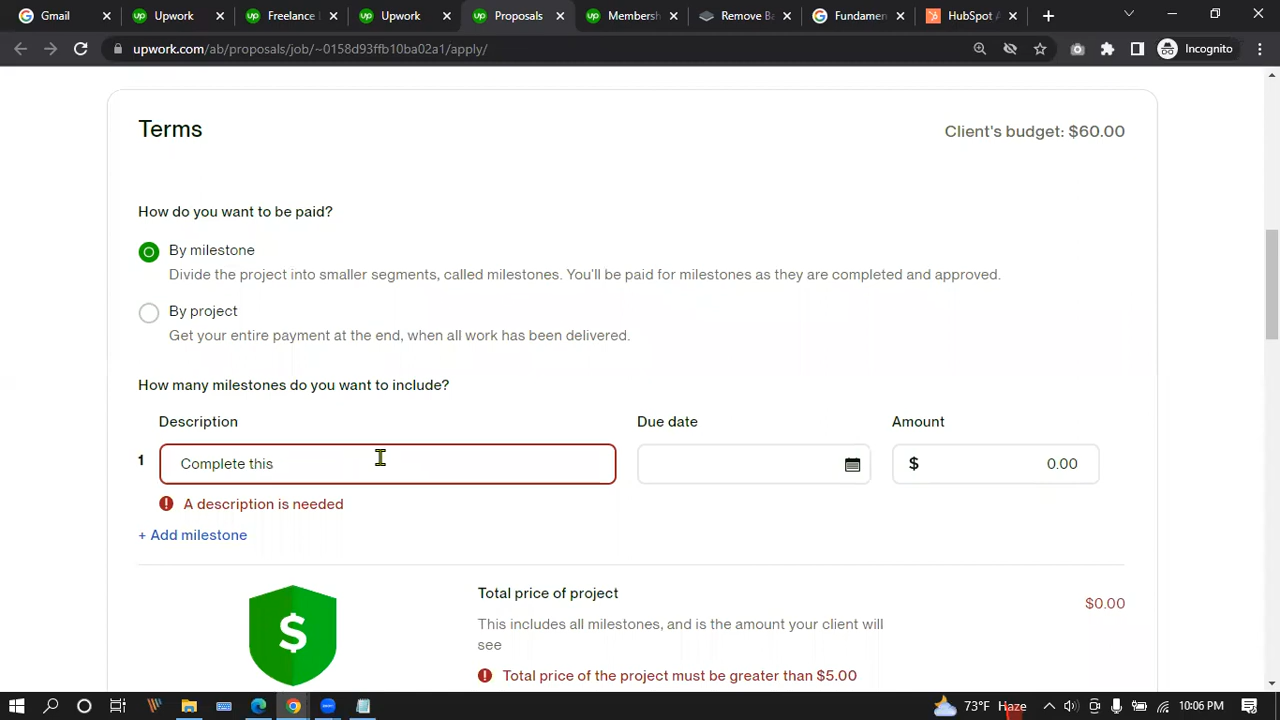 Gmail
Upwork
Freelance
Upwork
Proposals
Membersh
Remove Ba
Fundamen
HubSpot A
upwork.com/ab/proposals/job/~0158d93ffb10ba02a1/apply/
Incognito
Terms
Client's budget: $60.00
How do you want to be paid?
By milestone
Divide the project into smaller segments, called milestones. You'll be paid for milestones as they are completed and approved.
By project
Get your entire payment at the end, when all work has been delivered.
How many milestones do you want to include?
Description Due date Amount
1 Complete this $ 0.00
A description is needed
+ Add milestone
Total price of project
$0.00
This includes all milestones, and is the amount your client will
see
Total price of the project must be greater than $5.00
73°F Haze 10:06 PM